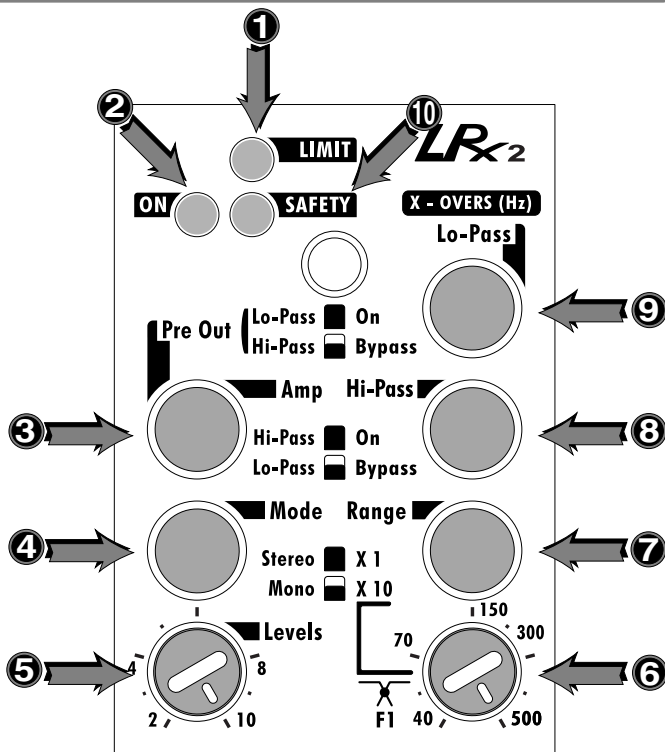 1
2
10
LIMIT
LRx2
ON
SAFETY
X - OVERS (Hz)
Lo-Pass
9
Pre Out
Lo-Pass On
Hi-Pass Bypass
3
Amp
Hi-Pass
8
Hi-Pass On
Lo-Pass Bypass
4
Mode
Range
7
Stereo X 1
Mono X 10
5
Levels
4
8
2
10
150
70
300
6
F1
40
500